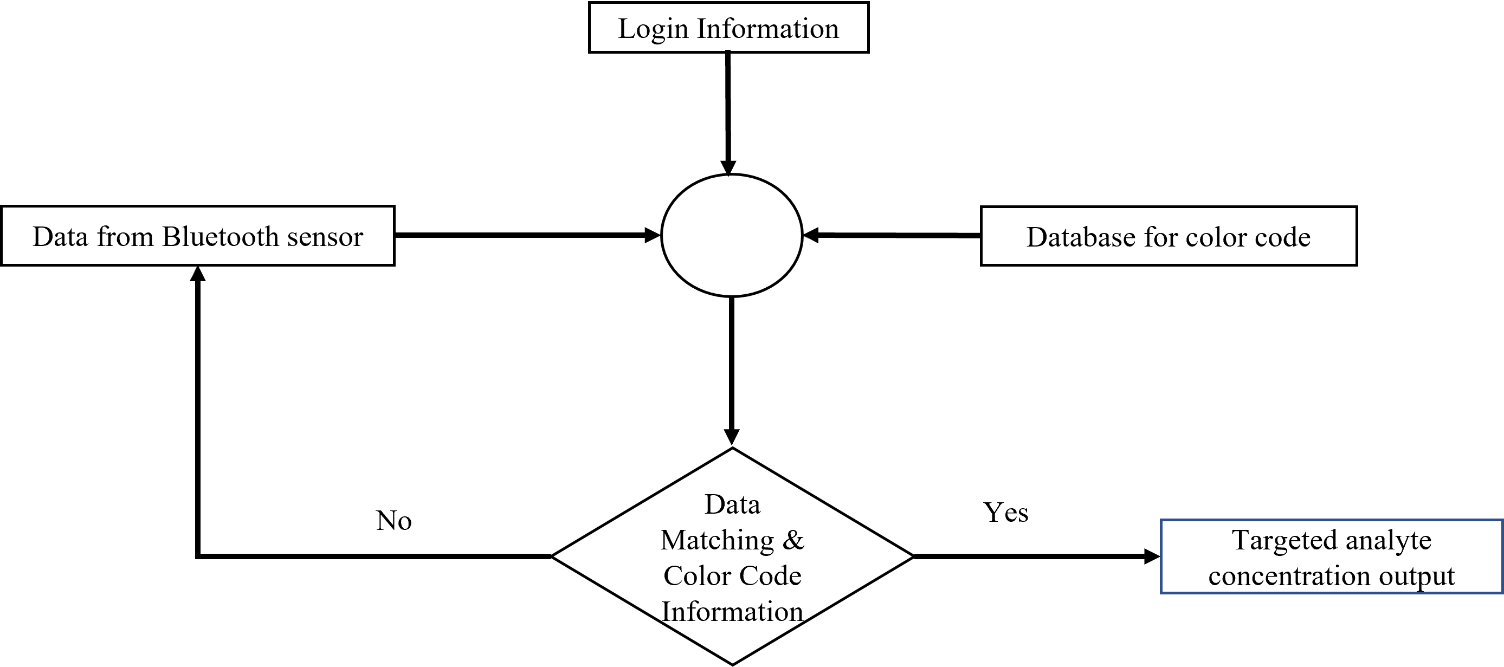 Login Information
Data from Bluetooth sensor
Database for color code
Data
Matching &
Color Code
Information
No
Yes
Targeted analyte
concentration output